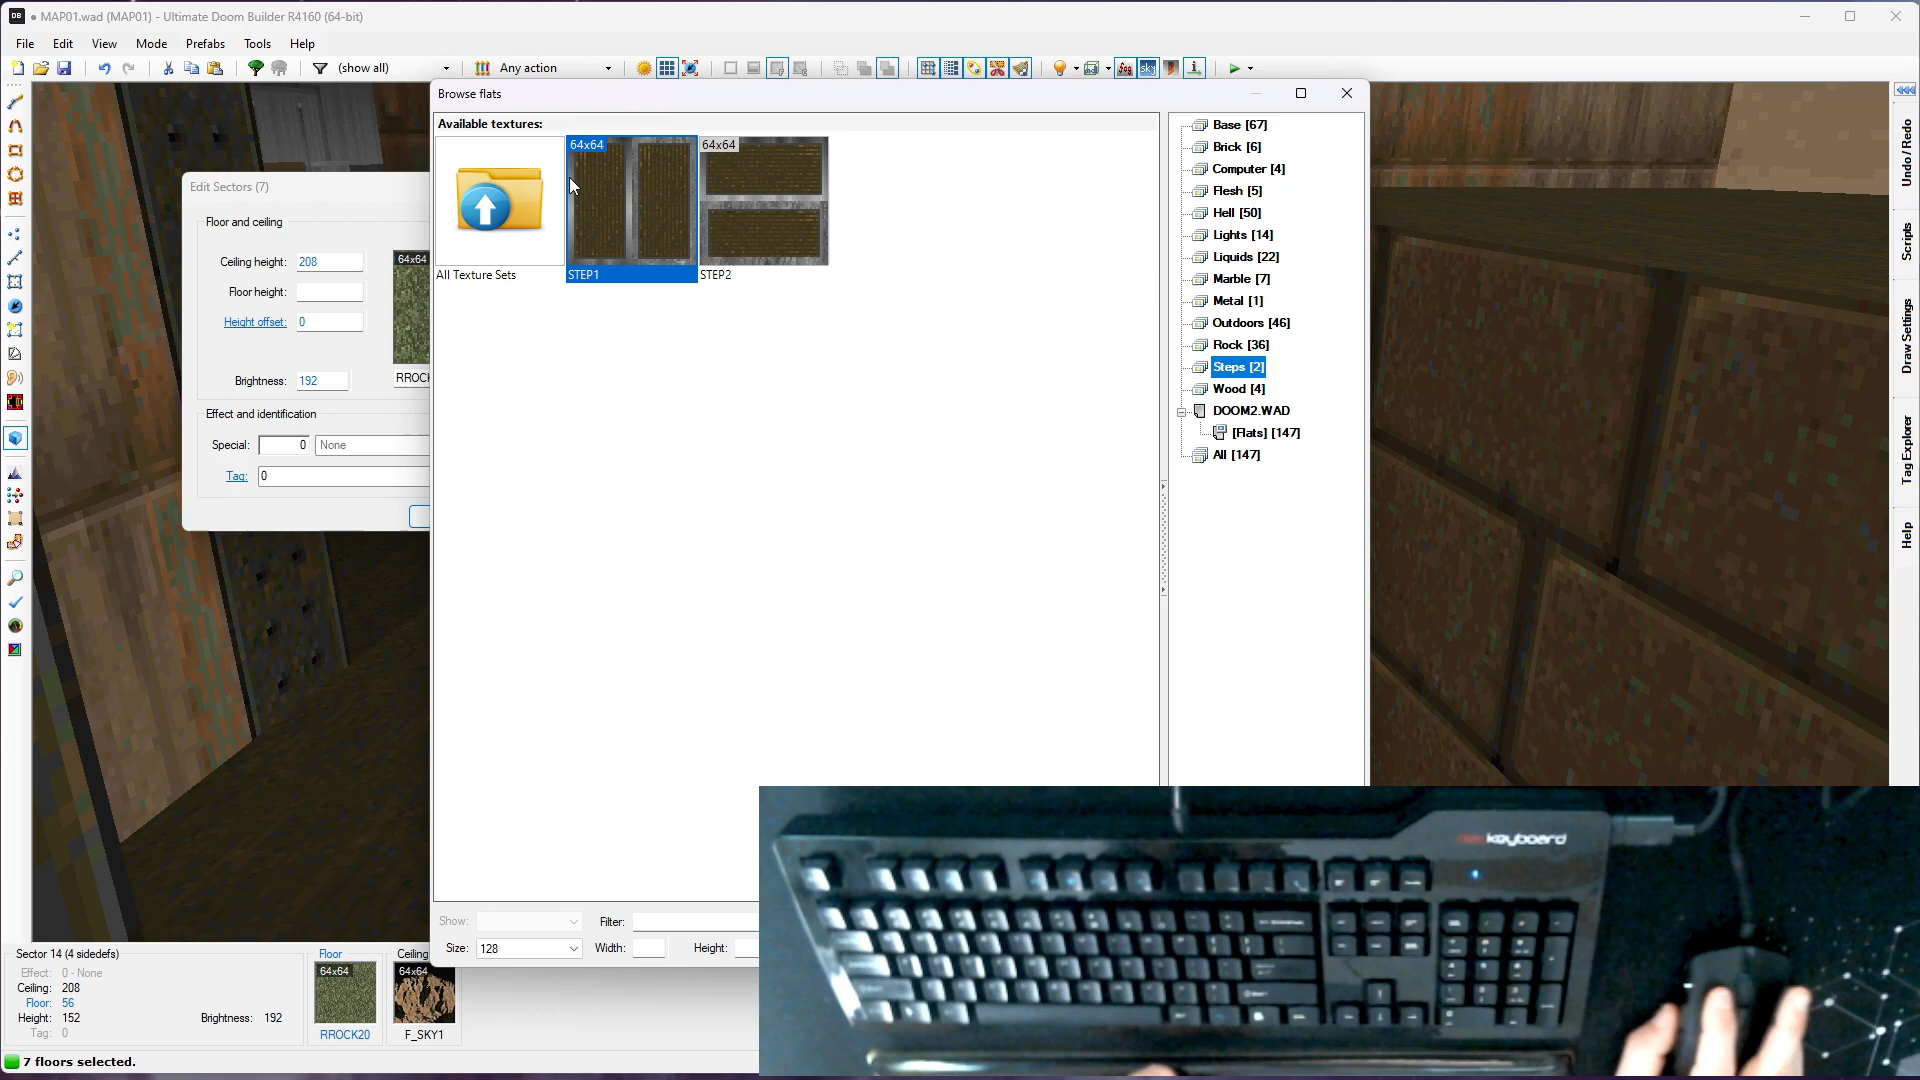 DB
MAP01.wad (MAP01) - Ultimate Doom Builder R4160 (64-bit)
File Edit View Mode Prefabs Tools Help
(show all)
Any action
Browse flats
Available textures:
64x64
64x64
All Texture Sets
STEP1
STEP2
Base [67]
Brick [6]
Computer [4]
Flesh [5]
Hell [50]
Lights [14]
Liquids [22]
Marble [7]
Metal [1]
Outdoors [46]
Rock [36]
Steps [2]
Wood [4]
DOOM2.WAD
[Flats] [147]
All [147]
Show:
Filter:
Size: 128
Width:
Height:
Edit Sectors (7)
Floor and ceiling
Ceiling height: 208
Floor height:
Height offset: 0
Brightness: 192
64x64
RROCK
Effect and identification
Special: 0 None
Tag: 0
Undo / Redo
Scripts
Draw Settings
Tag Explorer
Help
Sector 14 (4 sidedefs)
Effect: 0 - None
Ceiling: 208
Floor: 56
Height: 152
Brightness: 192
Tag: 0
Floor
64x64
RROCK20
Ceiling
64x64
F_SKY1
7 floors selected.
keyboard